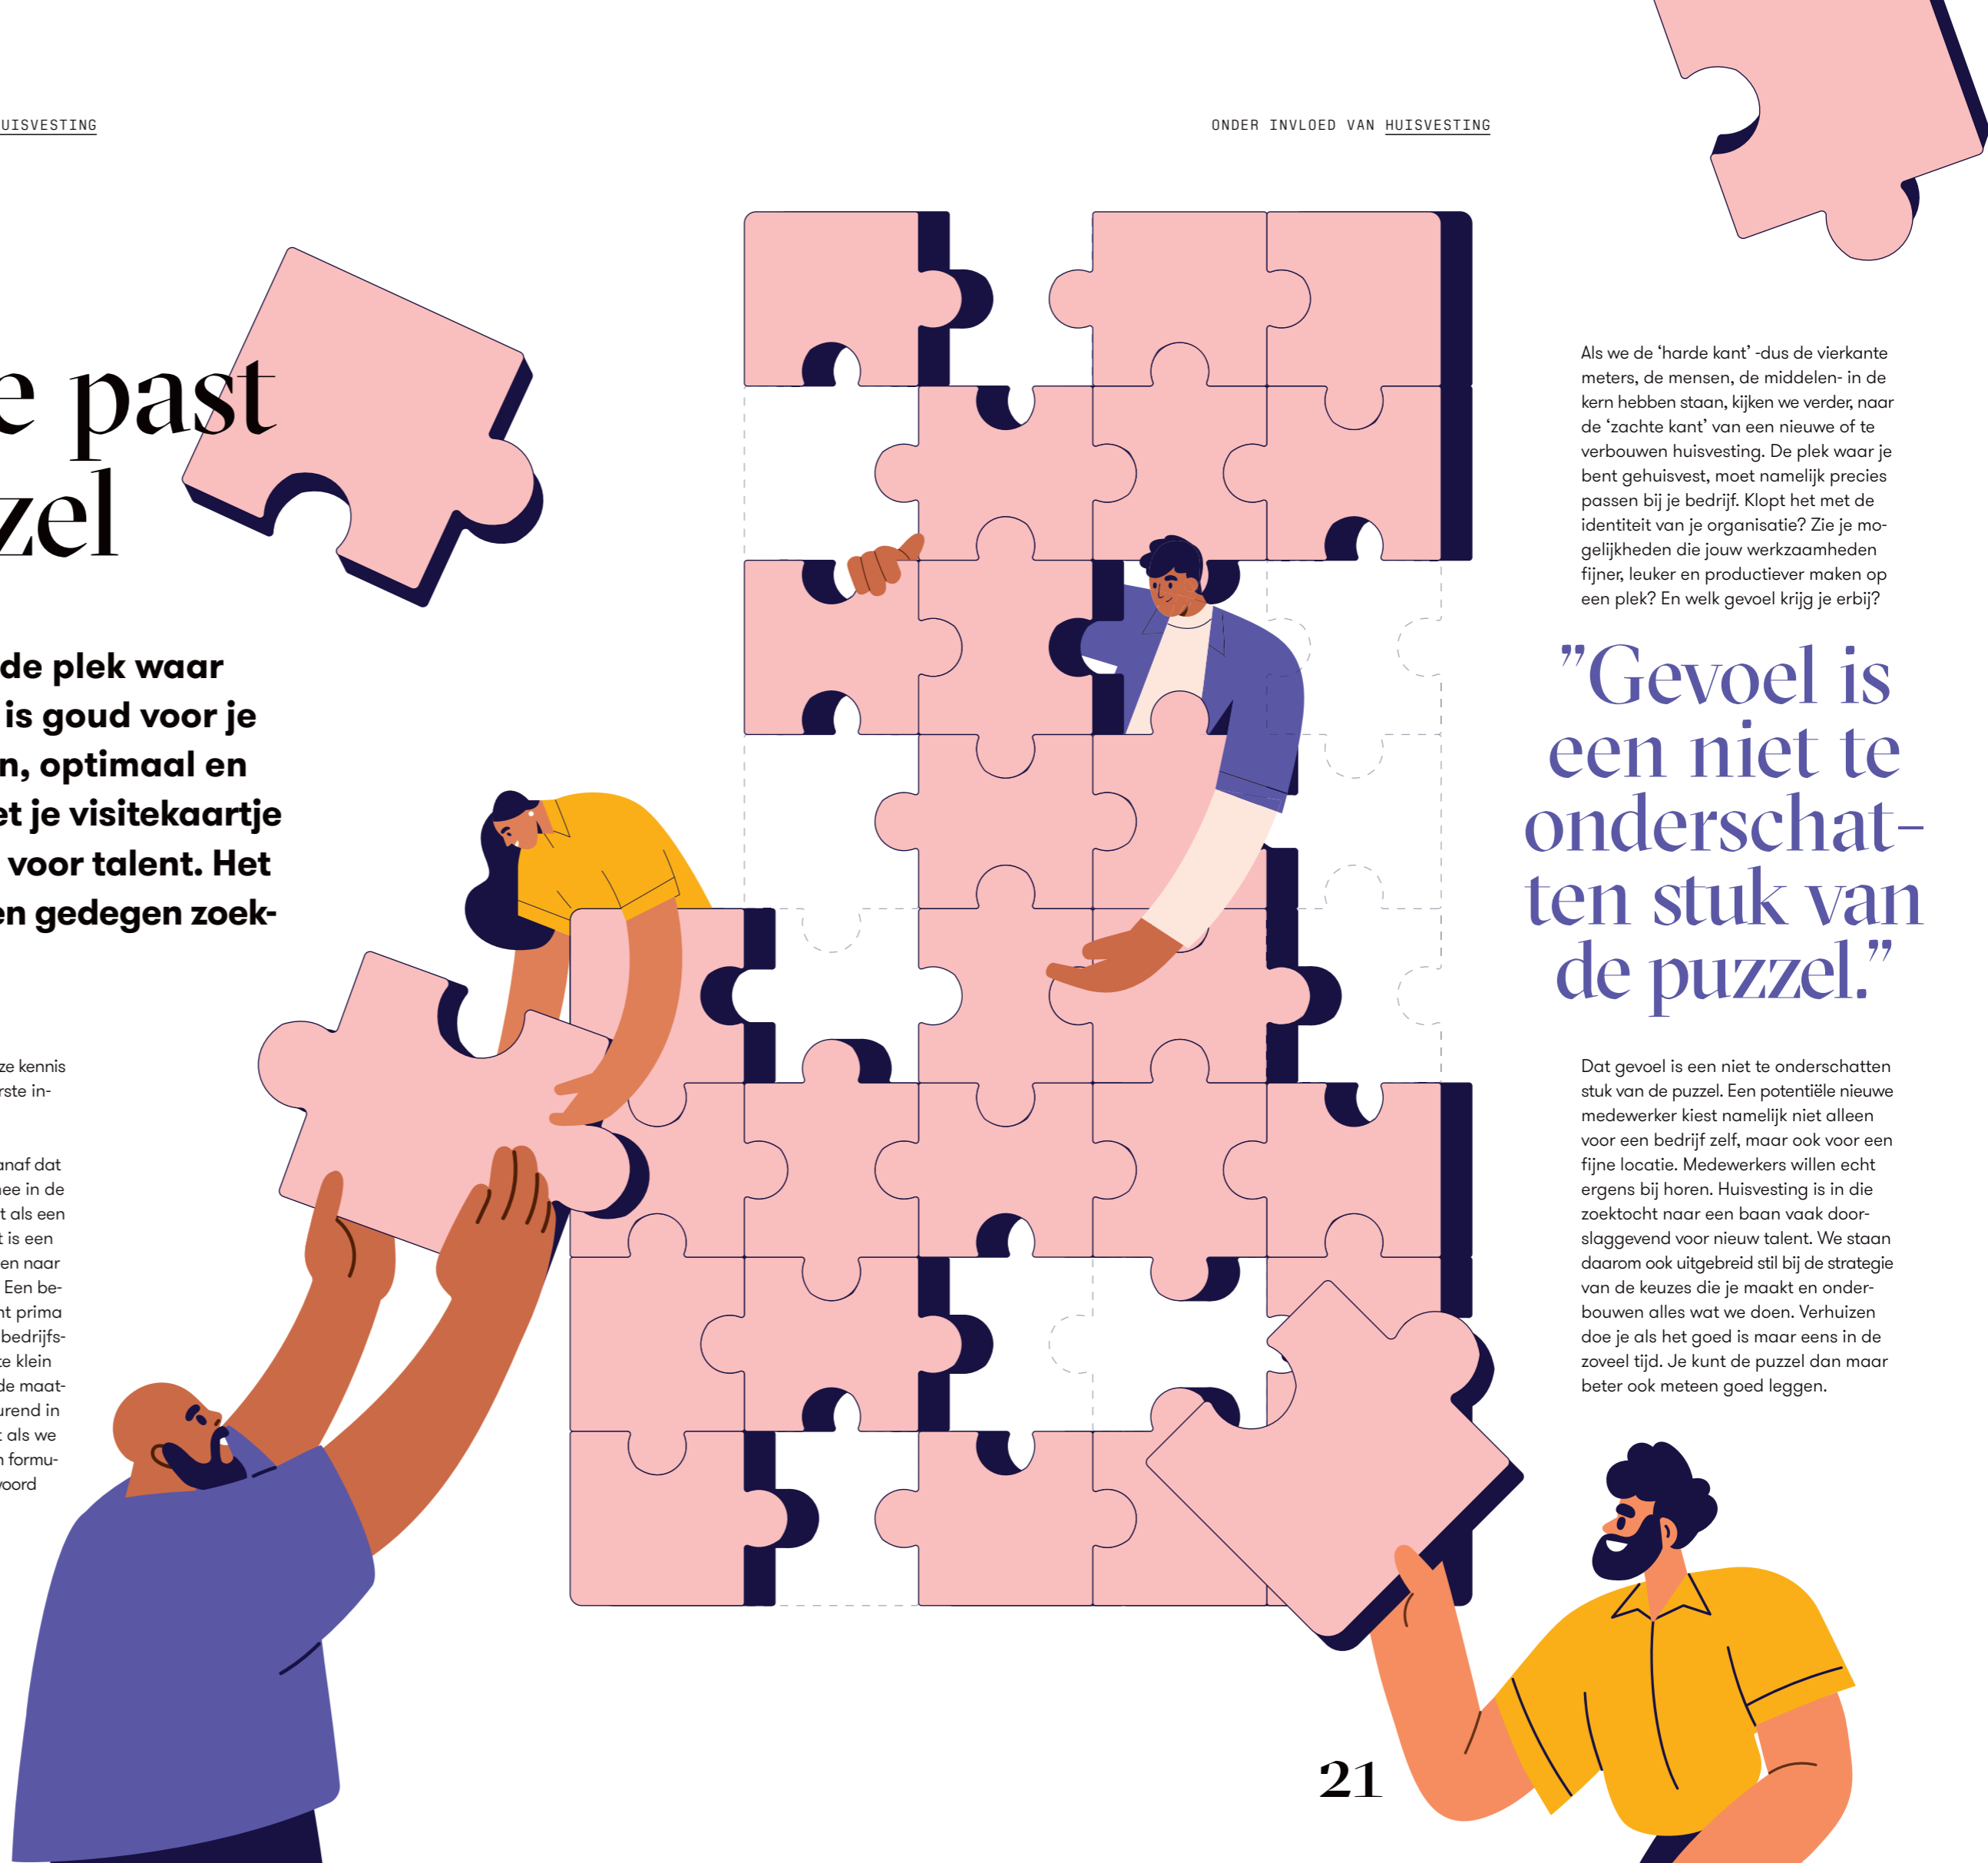 UISVESTING
ONDER INVLOED VAN HUISVESTING
e past
zel
de plek waar
is goud voor je
n, optimaal en
et je visitekaartje
voor talent. Het
en gedegen zoek-
ze kennis
rste in-
anaf dat
nee in de
t als een
t is een
en naar
Een be-
nt prima
bedrijfs-
te klein
de maat-
urend in
t als we
n formu-
woord
Als we de ‘harde kant’ -dus de vierkante
meters, de mensen, de middelen- in de
kern hebben staan, kijken we verder, naar
de ‘zachte kant’ van een nieuwe of te
verbouwen huisvesting. De plek waar je
bent gehuisvest, moet namelijk precies
passen bij je bedrijf. Klopt het met de
identiteit van je organisatie? Zie je mo-
gelijkheden die jouw werkzaamheden
fijner, leuker en productiever maken op
een plek? En welk gevoel krijg je erbij?
”Gevoel is
een niet te
onderschat-
ten stuk van
de puzzel.”
Dat gevoel is een niet te onderschatten
stuk van de puzzel. Een potentiële nieuwe
medewerker kiest namelijk niet alleen
voor een bedrijf zelf, maar ook voor een
fijne locatie. Medewerkers willen echt
ergens bij horen. Huisvesting is in die
zoektocht naar een baan vaak door-
slaggevend voor nieuw talent. We staan
daarom ook uitgebreid stil bij de strategie
van de keuzes die je maakt en onder-
bouwen alles wat we doen. Verhuizen
doe je als het goed is maar eens in de
zoveel tijd. Je kunt de puzzel dan maar
beter ook meteen goed leggen.
21